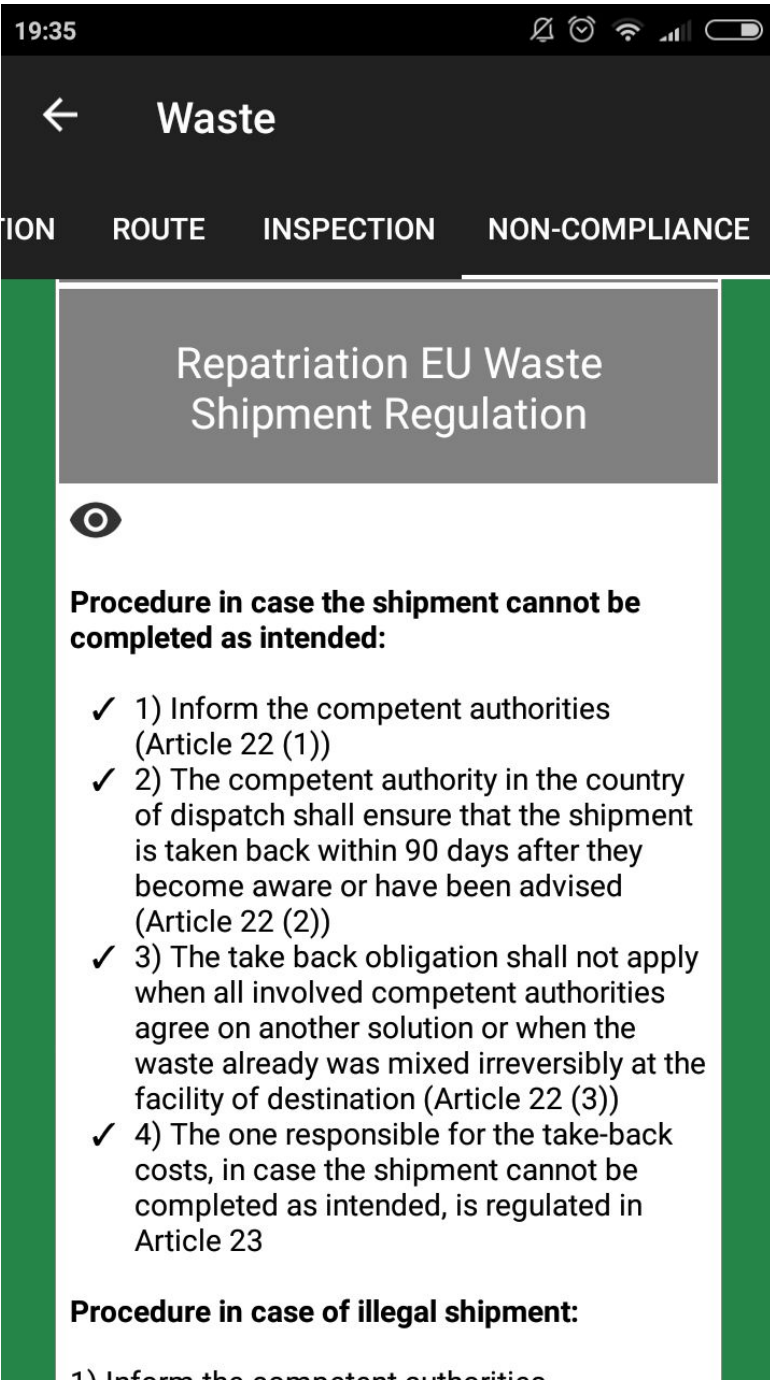 19:35
Waste
TION ROUTE INSPECTION NON-COMPLIANCE
Repatriation EU Waste
Shipment Regulation
Procedure in case the shipment cannot be
completed as intended:
✓ 1) Inform the competent authorities
(Article 22 (1))
✓ 2) The competent authority in the country
of dispatch shall ensure that the shipment
is taken back within 90 days after they
become aware or have been advised
(Article 22 (2))
✓ 3) The take back obligation shall not apply
when all involved competent authorities
agree on another solution or when the
waste already was mixed irreversibly at the
facility of destination (Article 22 (3))
✓ 4) The one responsible for the take-back
costs, in case the shipment cannot be
completed as intended, is regulated in
Article 23
Procedure in case of illegal shipment:
1) Inform the competent authorities